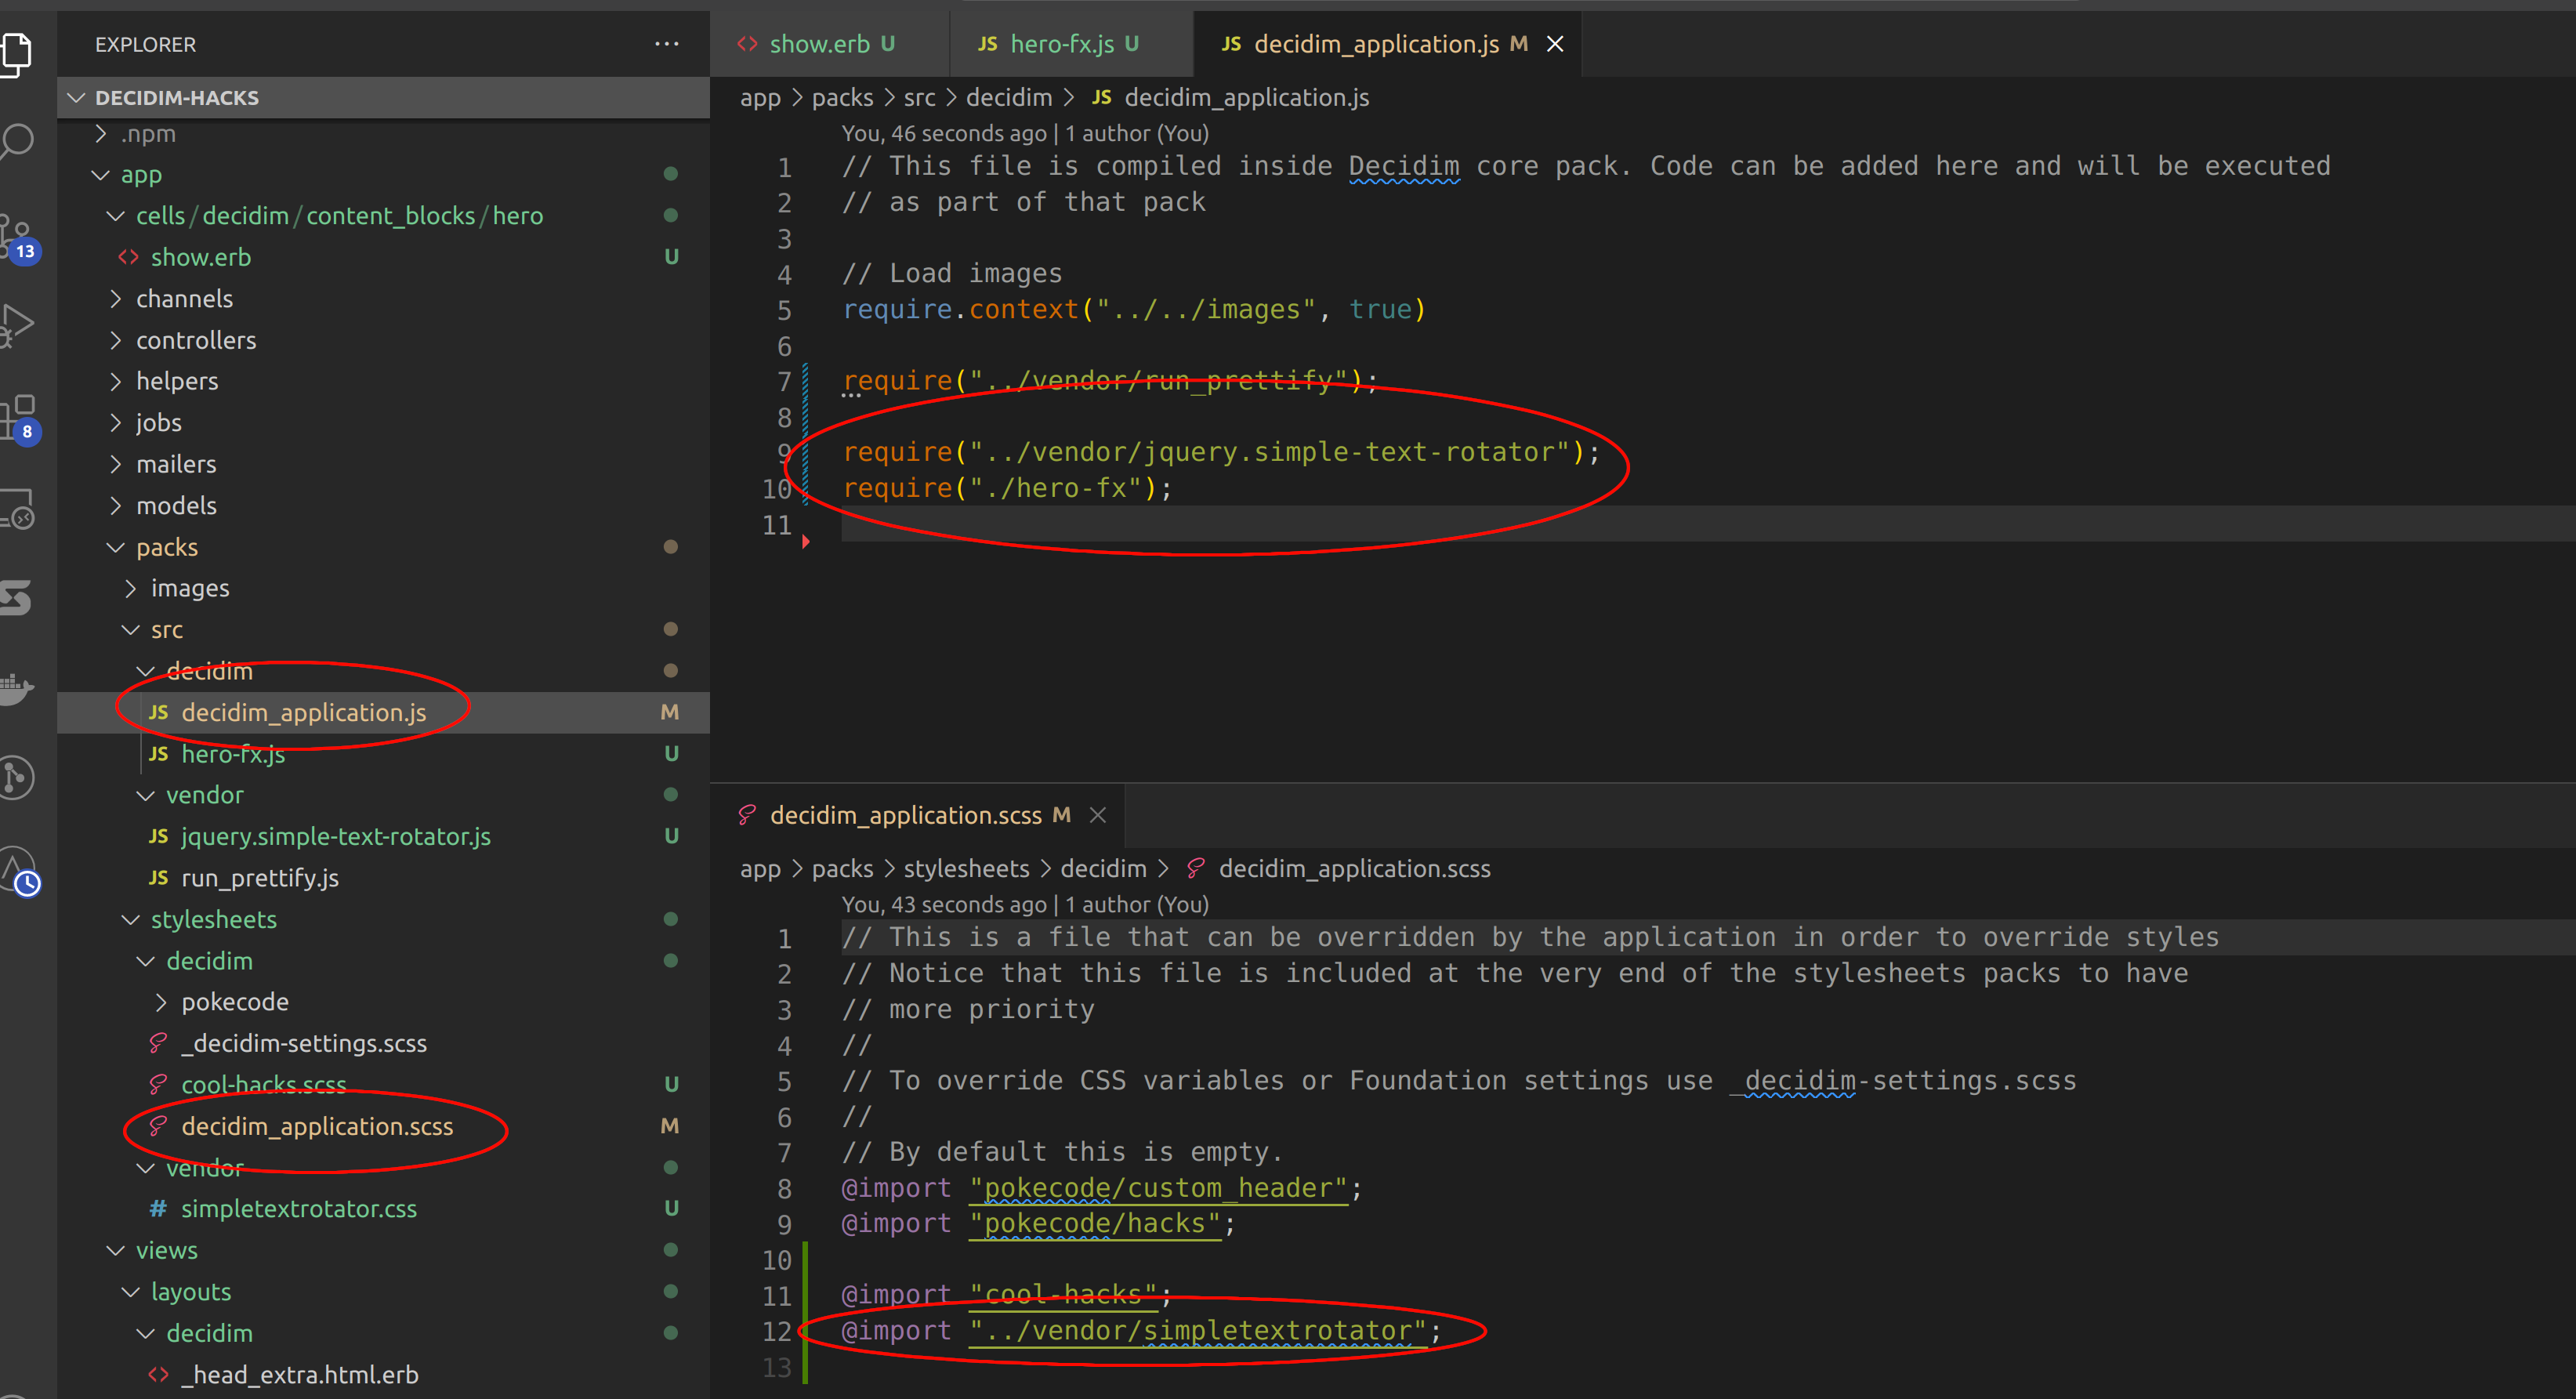 EXPLORER
DECIDIM-HACKS
.npm
app
cells/decidim/content_blocks/hero
show.erb U
channels
controllers
helpers
jobs
mailers
models
packs
images
src
decidim
JS decidim_application.js M
JS hero-fx.js U
vendor
JS jquery.simple-text-rotator.js U
JS run_prettify.js
stylesheets
decidim
pokecode
_decidim-settings.scss
cool-hacks.scss U
decidim_application.scss M
vendor
# simpletextrotator.css U
views
layouts
decidim
_head_extra.html.erb
13
8
show.erb U
JS hero-fx.js U
JS decidim_application.js M
app > packs > src > decidim > JS decidim_application.js
You, 46 seconds ago | 1 author (You)
1 // This file is compiled inside Decidim core pack. Code can be added here and will be executed
2 // as part of that pack
3
4 // Load images
5 require.context("../../images", true)
6
7 require("../vendor/run_prettify");
8
9 require("../vendor/jquery.simple-text-rotator");
10 require("./hero-fx");
11
decidim_application.scss M
app > packs > stylesheets > decidim > decidim_application.scss
You, 43 seconds ago | 1 author (You)
1 // This is a file that can be overridden by the application in order to override styles
2 // Notice that this file is included at the very end of the stylesheets packs to have
3 // more priority
4 //
5 // To override CSS variables or Foundation settings use _decidim-settings.scss
6 //
7 // By default this is empty.
8 @import "pokecode/custom_header";
9 @import "pokecode/hacks";
10
11 @import "cool-hacks";
12 @import "../vendor/simpletextrotator";
13